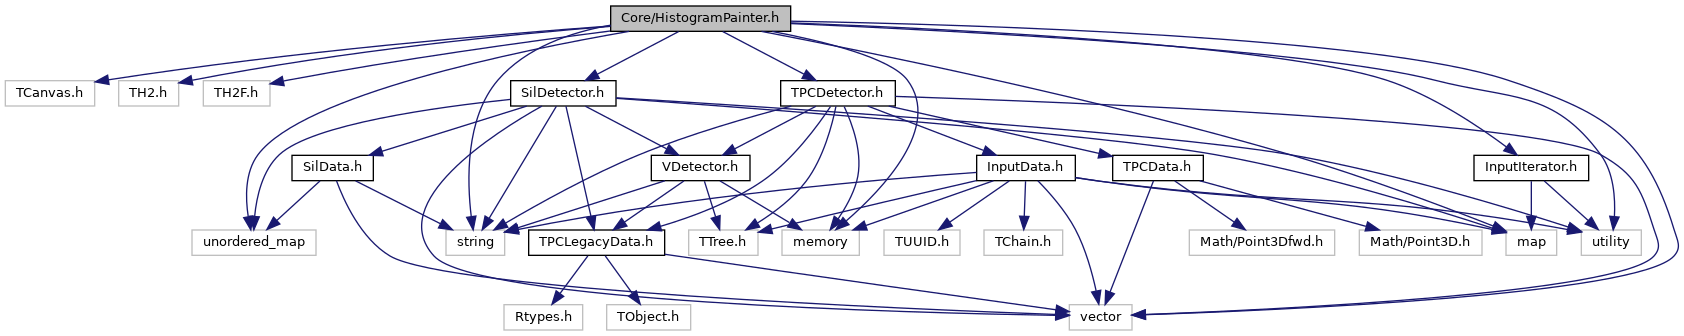 Core/HistogramPainter.h
TCanvas.h
TH2.h
TH2F.h
SilDetector.h
TPCDetector.h
SilData.h
VDetector.h
InputData.h
TPCData.h
InputIterator.h
unordered_map
string
TPCLegacyData.h
TTree.h
memory
TUUID.h
TChain.h
Math/Point3Dfwd.h
Math/Point3D.h
map
utility
Rtypes.h
TObject.h
vector